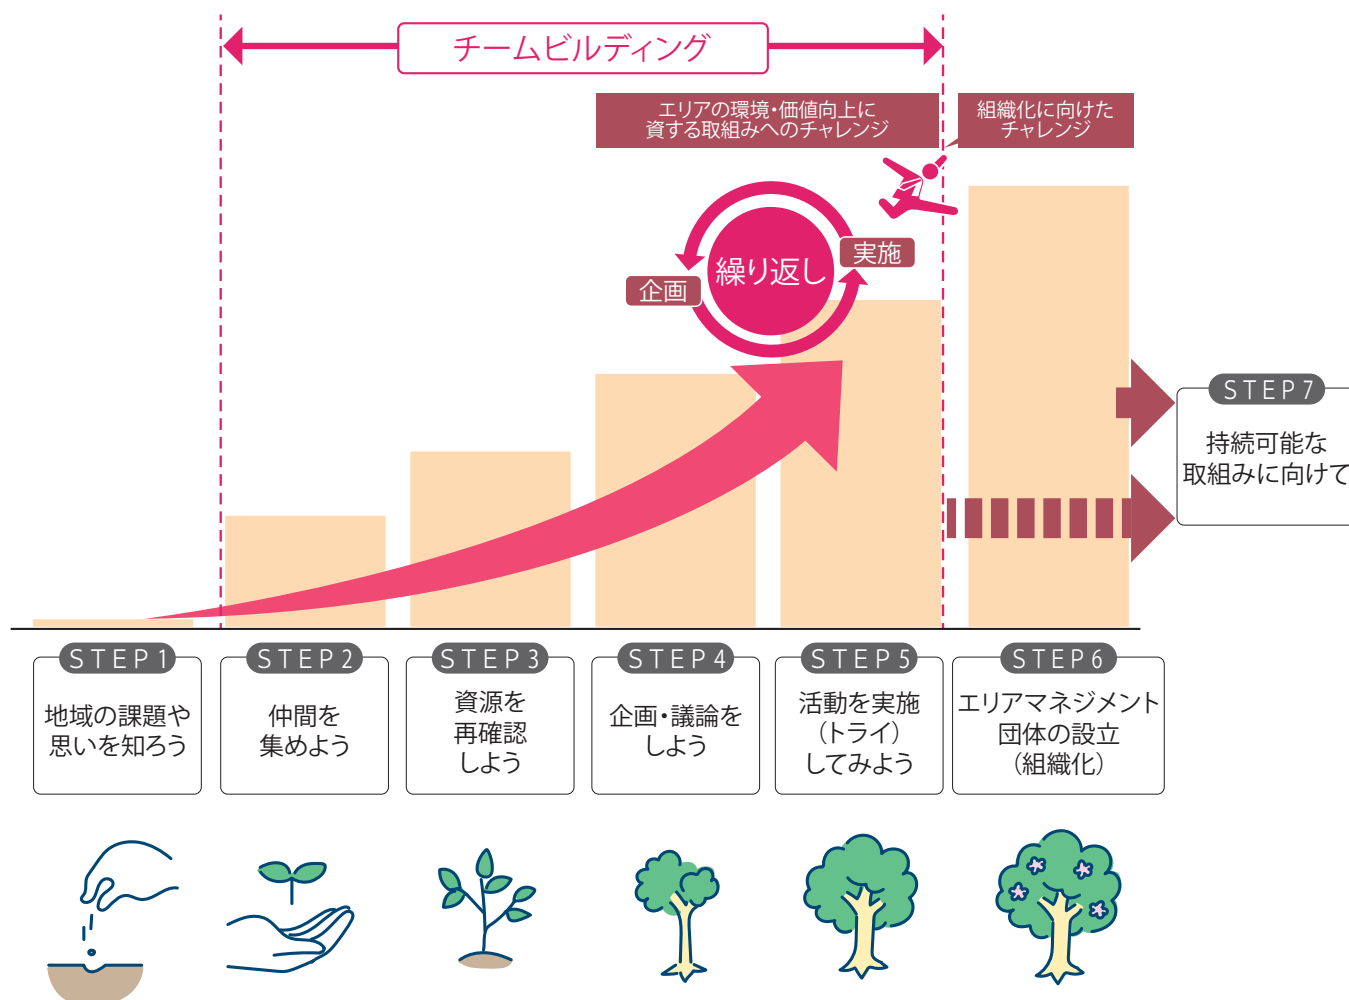 チームビルディング
エリアの環境・価値向上に
資する取組みへのチャレンジ
組織化に向けた
チャレンジ
繰り返し
実施
企画
STEP7
持続可能な
取組みに向けて
STEP1
地域の課題や
思いを知ろう
STEP2
仲間を
集めよう
STEP3
資源を
再確認
しよう
STEP4
企画・議論を
しよう
STEP5
活動を実施
（トライ）
してみよう
STEP6
エリアマネジメント
団体の設立
（組織化）